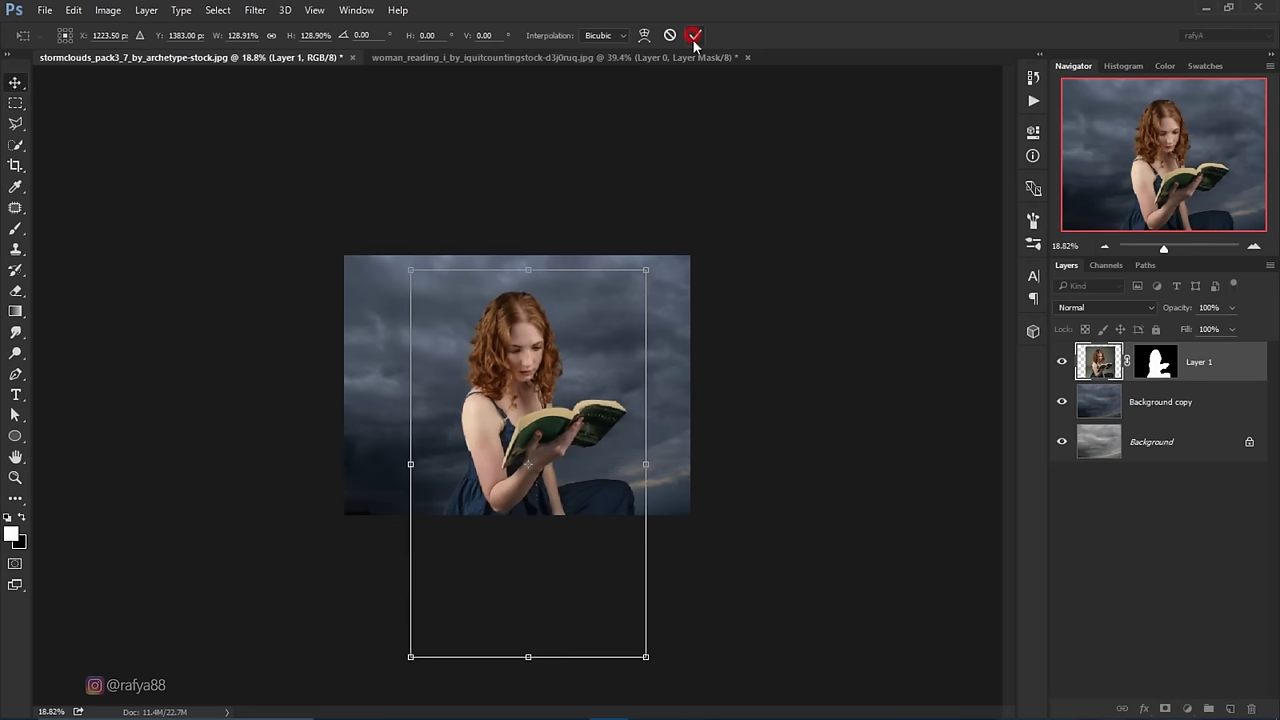 Ps File Edit Image Layer Type Select Filter 3D View Window Help
X: 1223.50 px Y: 1383.00 px W: 128.91% H: 128.90% 0.00 ° H: 0.00 ° V: 0.00 ° Interpolation: Bicubic rafyA
stormclouds_pack3_7_by_archetype-stock.jpg @ 18.8% (Layer 1, RGB/8) * × woman_reading_i_by_iquitcountingstock-d3j0ruq.jpg @ 39.4% (Layer 0, Layer Mask/8) * ×
Navigator Histogram Color Swatches
18.82%
Layers Channels Paths
Kind
Normal Opacity: 100%
Lock: Fill: 100%
Layer 1
Background copy
Background
@rafya88
18.82% Doc: 11.4M/22.7M